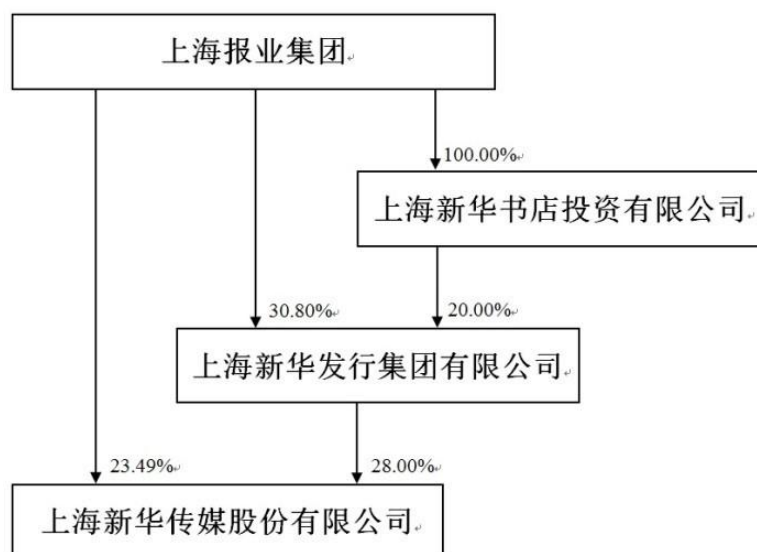 上海报业集团
100.00%
上海新华书店投资有限公司
30.80%
20.00%
上海新华发行集团有限公司
23.49%
28.00%
上海新华传媒股份有限公司